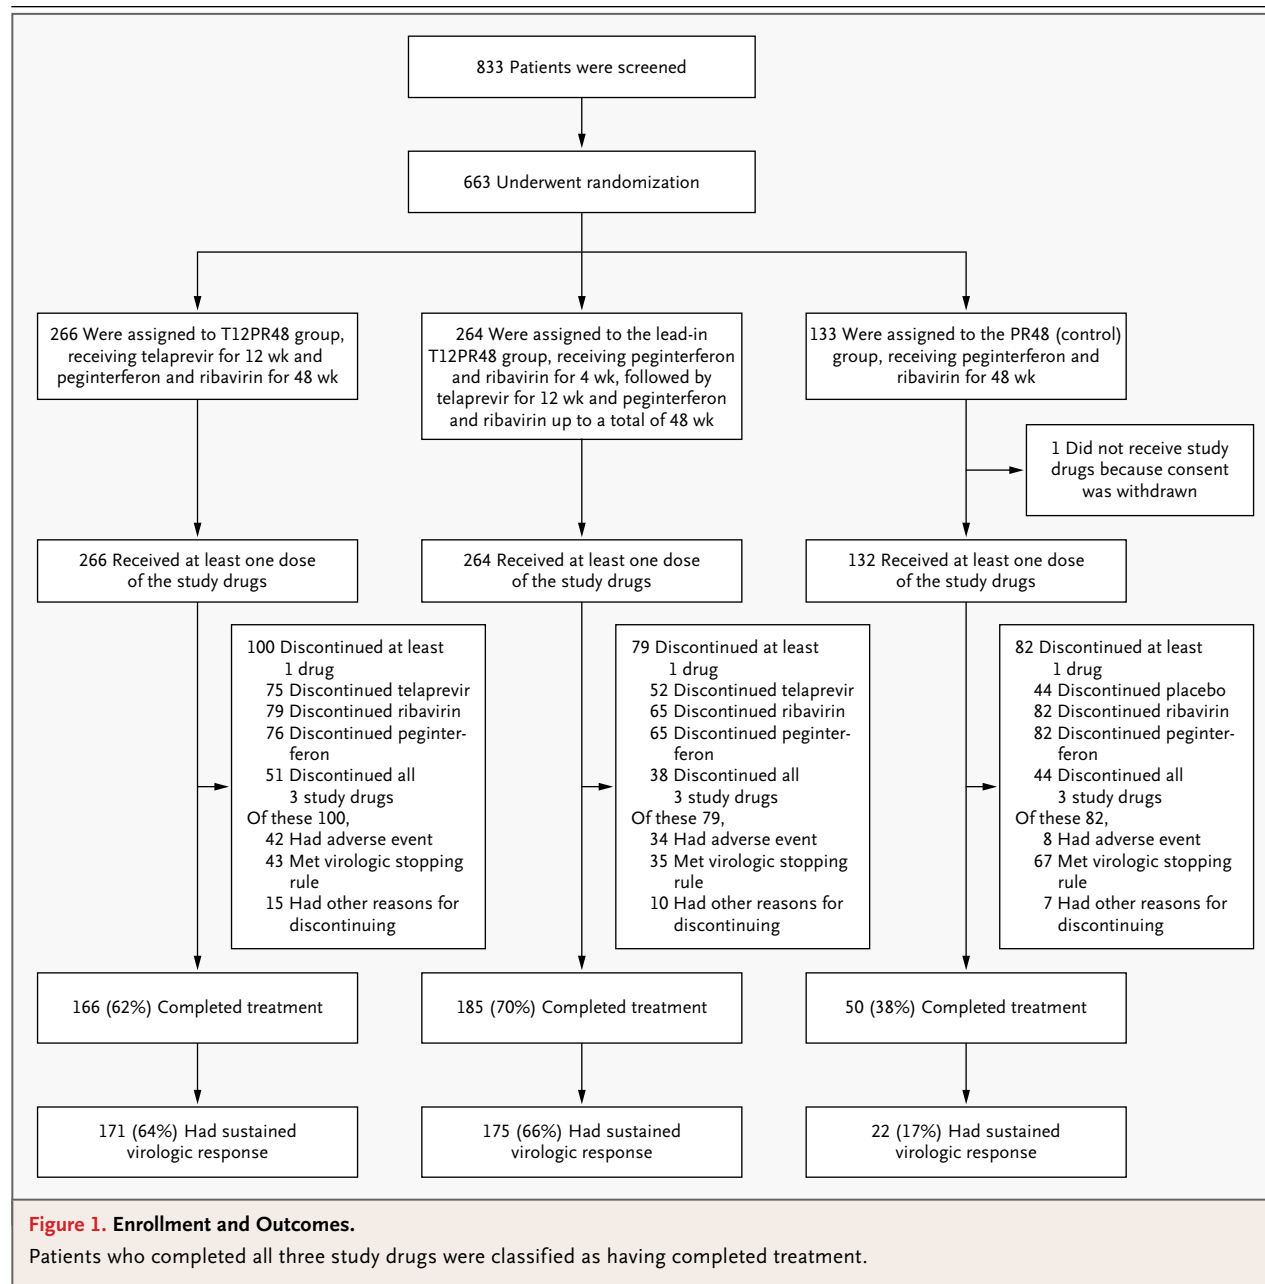 833 Patients were screened
663 Underwent randomization
266 Were assigned to T12PR48 group,
receiving telaprevir for 12 wk and
peginterferon and ribavirin for 48 wk
264 Were assigned to the lead-in
T12PR48 group, receiving peginterferon
and ribavirin for 4 wk, followed by
telaprevir for 12 wk and peginterferon
and ribavirin up to a total of 48 wk
133 Were assigned to the PR48 (control)
group, receiving peginterferon and
ribavirin for 48 wk
1 Did not receive study
drugs because consent
was withdrawn
266 Received at least one dose
of the study drugs
264 Received at least one dose
of the study drugs
132 Received at least one dose
of the study drugs
100 Discontinued at least
1 drug
75 Discontinued telaprevir
79 Discontinued ribavirin
76 Discontinued peginter-
feron
51 Discontinued all
3 study drugs
Of these 100,
42 Had adverse event
43 Met virologic stopping
rule
15 Had other reasons for
discontinuing
79 Discontinued at least
1 drug
52 Discontinued telaprevir
65 Discontinued ribavirin
65 Discontinued peginter-
feron
38 Discontinued all
3 study drugs
Of these 79,
34 Had adverse event
35 Met virologic stopping
rule
10 Had other reasons for
discontinuing
82 Discontinued at least
1 drug
44 Discontinued placebo
82 Discontinued ribavirin
82 Discontinued peginter-
feron
44 Discontinued all
3 study drugs
Of these 82,
8 Had adverse event
67 Met virologic stopping
rule
7 Had other reasons for
discontinuing
166 (62%) Completed treatment
185 (70%) Completed treatment
50 (38%) Completed treatment
171 (64%) Had sustained
virologic response
175 (66%) Had sustained
virologic response
22 (17%) Had sustained
virologic response
Figure 1. Enrollment and Outcomes.
Patients who completed all three study drugs were classified as having completed treatment.